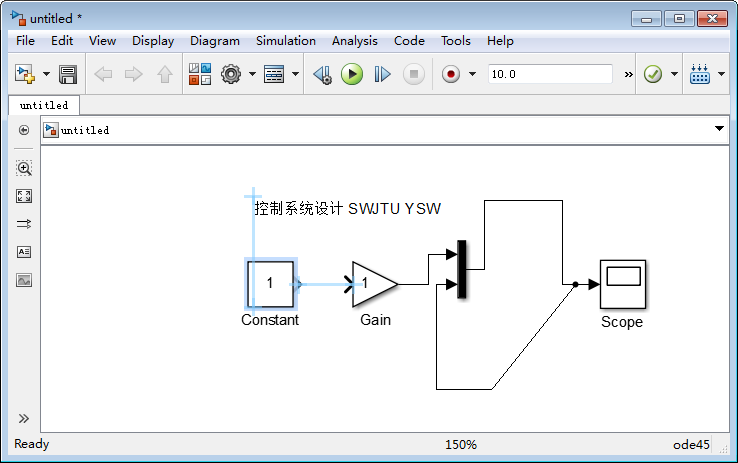 untitled *
File Edit View Display Diagram Simulation Analysis Code Tools Help
10.0 »
untitled
untitled
控制系统设计 SWJTU YSW
1
1
Constant
Gain
Scope
»
Ready 150% ode45